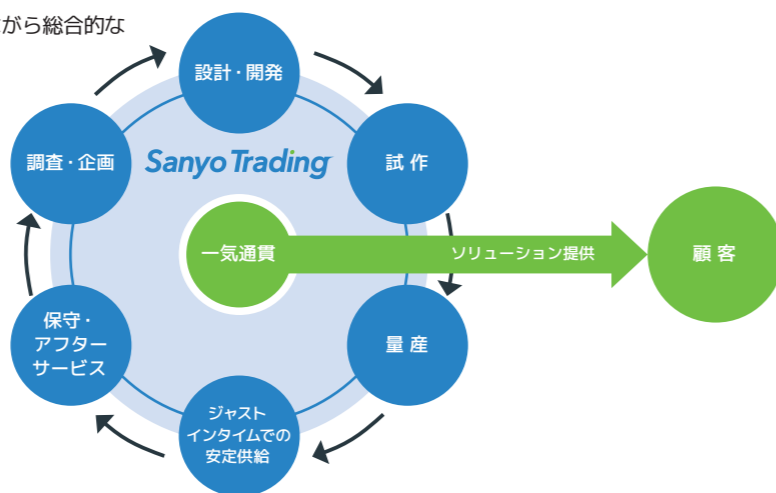 がら総合的な
設計・開発
調査・企画
Sanyo Trading
試作
一気通貫
ソリューション提供
顧客
保守・
アフター
サービス
量産
ジャスト
インタイムでの
安定供給